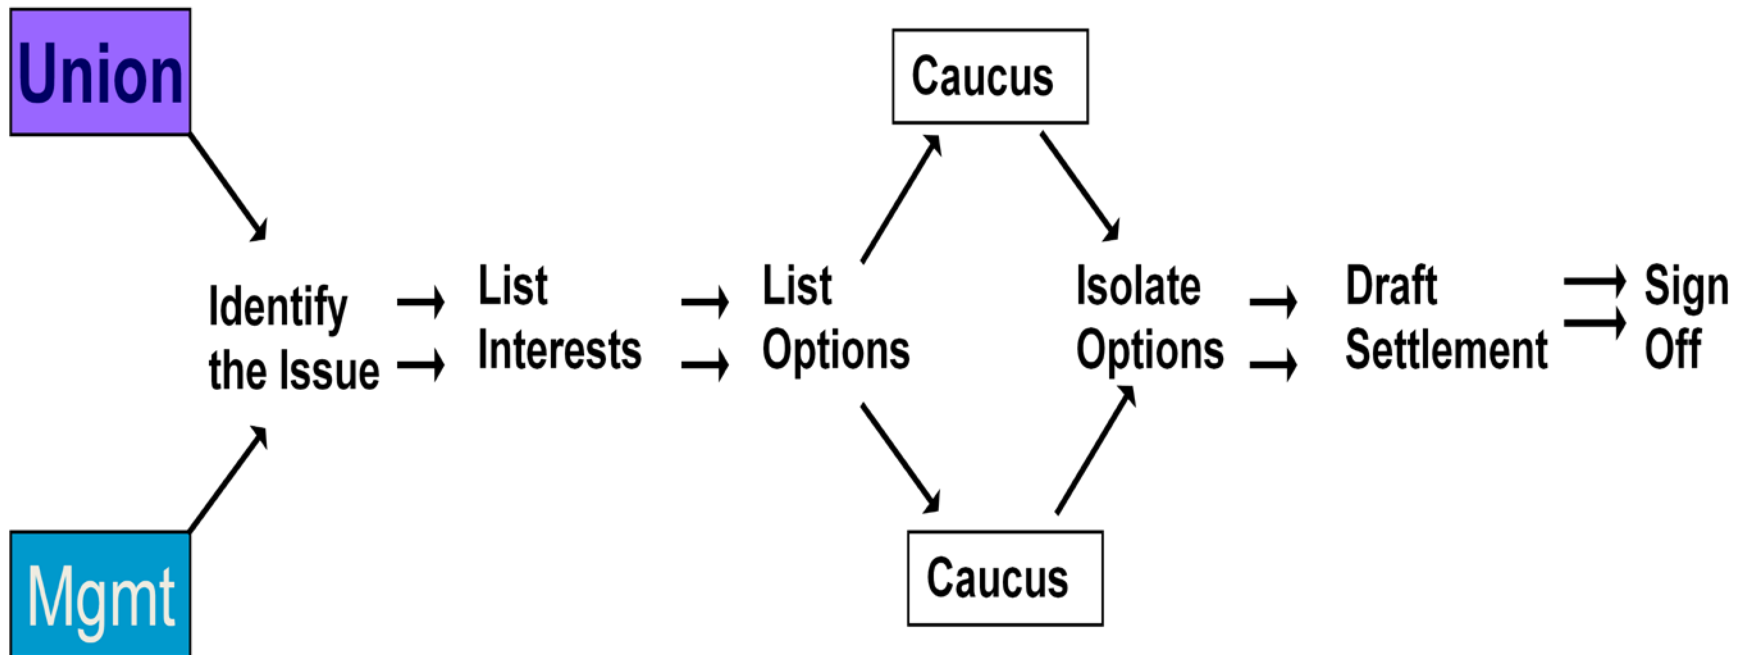 Union
Caucus
Identify
the Issue
List
Interests
List
Options
Isolate
Options
Draft
Settlement
Sign
Off
Caucus
Mgmt